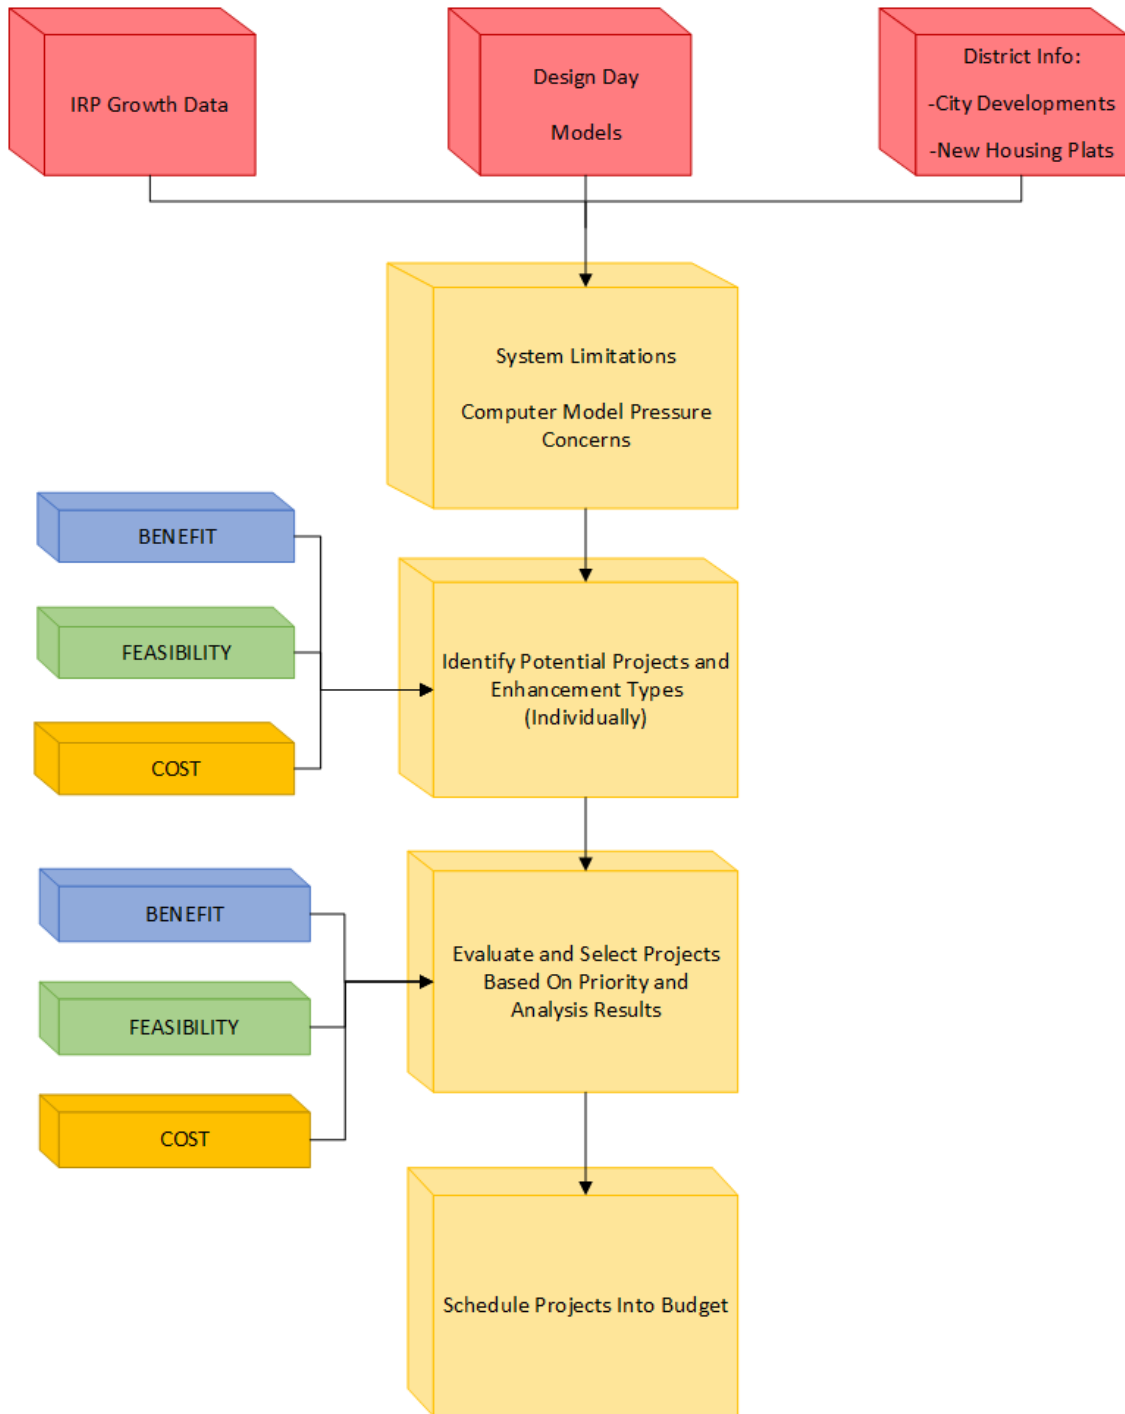 IRP Growth Data
Design Day
Models
District Info:
-City Developments
-New Housing Plats
System Limitations
Computer Model Pressure
Concerns
BENEFIT
FEASIBILITY
COST
Identify Potential Projects and
Enhancement Types
(Individually)
BENEFIT
FEASIBILITY
COST
Evaluate and Select Projects
Based On Priority and
Analysis Results
Schedule Projects Into Budget